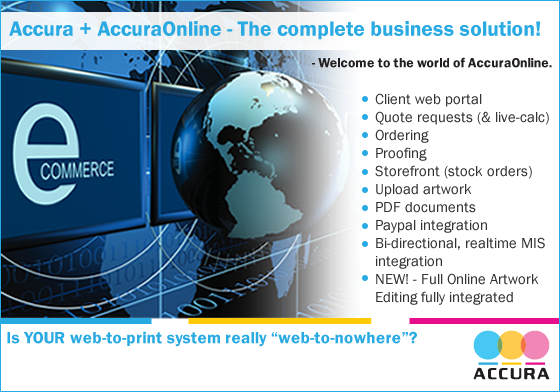 Accura + AccuraOnline - The complete business solution!
- Welcome to the world of AccuraOnline.
e COMMERCE
• Client web portal
• Quote requests (& live-calc)
• Ordering
• Proofing
• Storefront (stock orders)
• Upload artwork
• PDF documents
• Paypal integration
• Bi-directional, realtime MIS
integration
• NEW! - Full Online Artwork
Editing fully integrated
Is YOUR web-to-print system really “web-to-nowhere”?
ACCURA